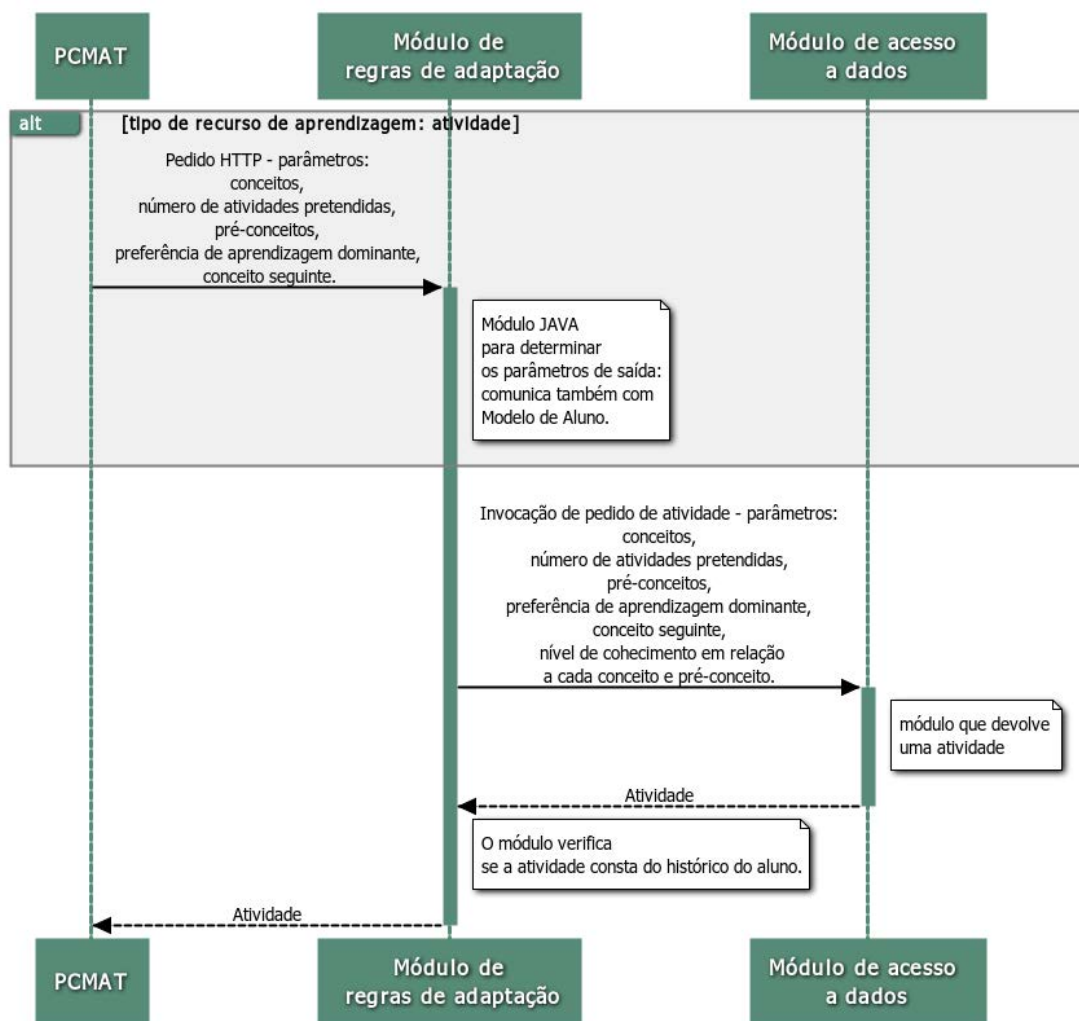 PCMAT
Módulo de
regras de adaptação
Módulo de acesso
a dados
alt
[tipo de recurso de aprendizagem: atividade]
Pedido HTTP - parâmetros:
conceitos,
número de atividades pretendidas,
pré-conceitos,
preferência de aprendizagem dominante,
conceito seguinte.
Módulo JAVA
para determinar
os parâmetros de saída:
comunica também com
Modelo de Aluno.
Invocação de pedido de atividade - parâmetros:
conceitos,
número de atividades pretendidas,
pré-conceitos,
preferência de aprendizagem dominante,
conceito seguinte,
nível de cohecimento em relação
a cada conceito e pré-conceito.
módulo que devolve
uma atividade
Atividade
O módulo verifica
se a atividade consta do histórico do aluno.
Atividade
PCMAT
Módulo de
regras de adaptação
Módulo de acesso
a dados